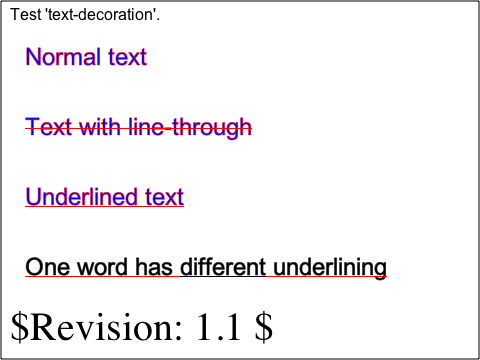 Test 'text-decoration'.
Normal text
Text with line-through
Underlined text
One word has different underlining
$Revision: 1.1 $